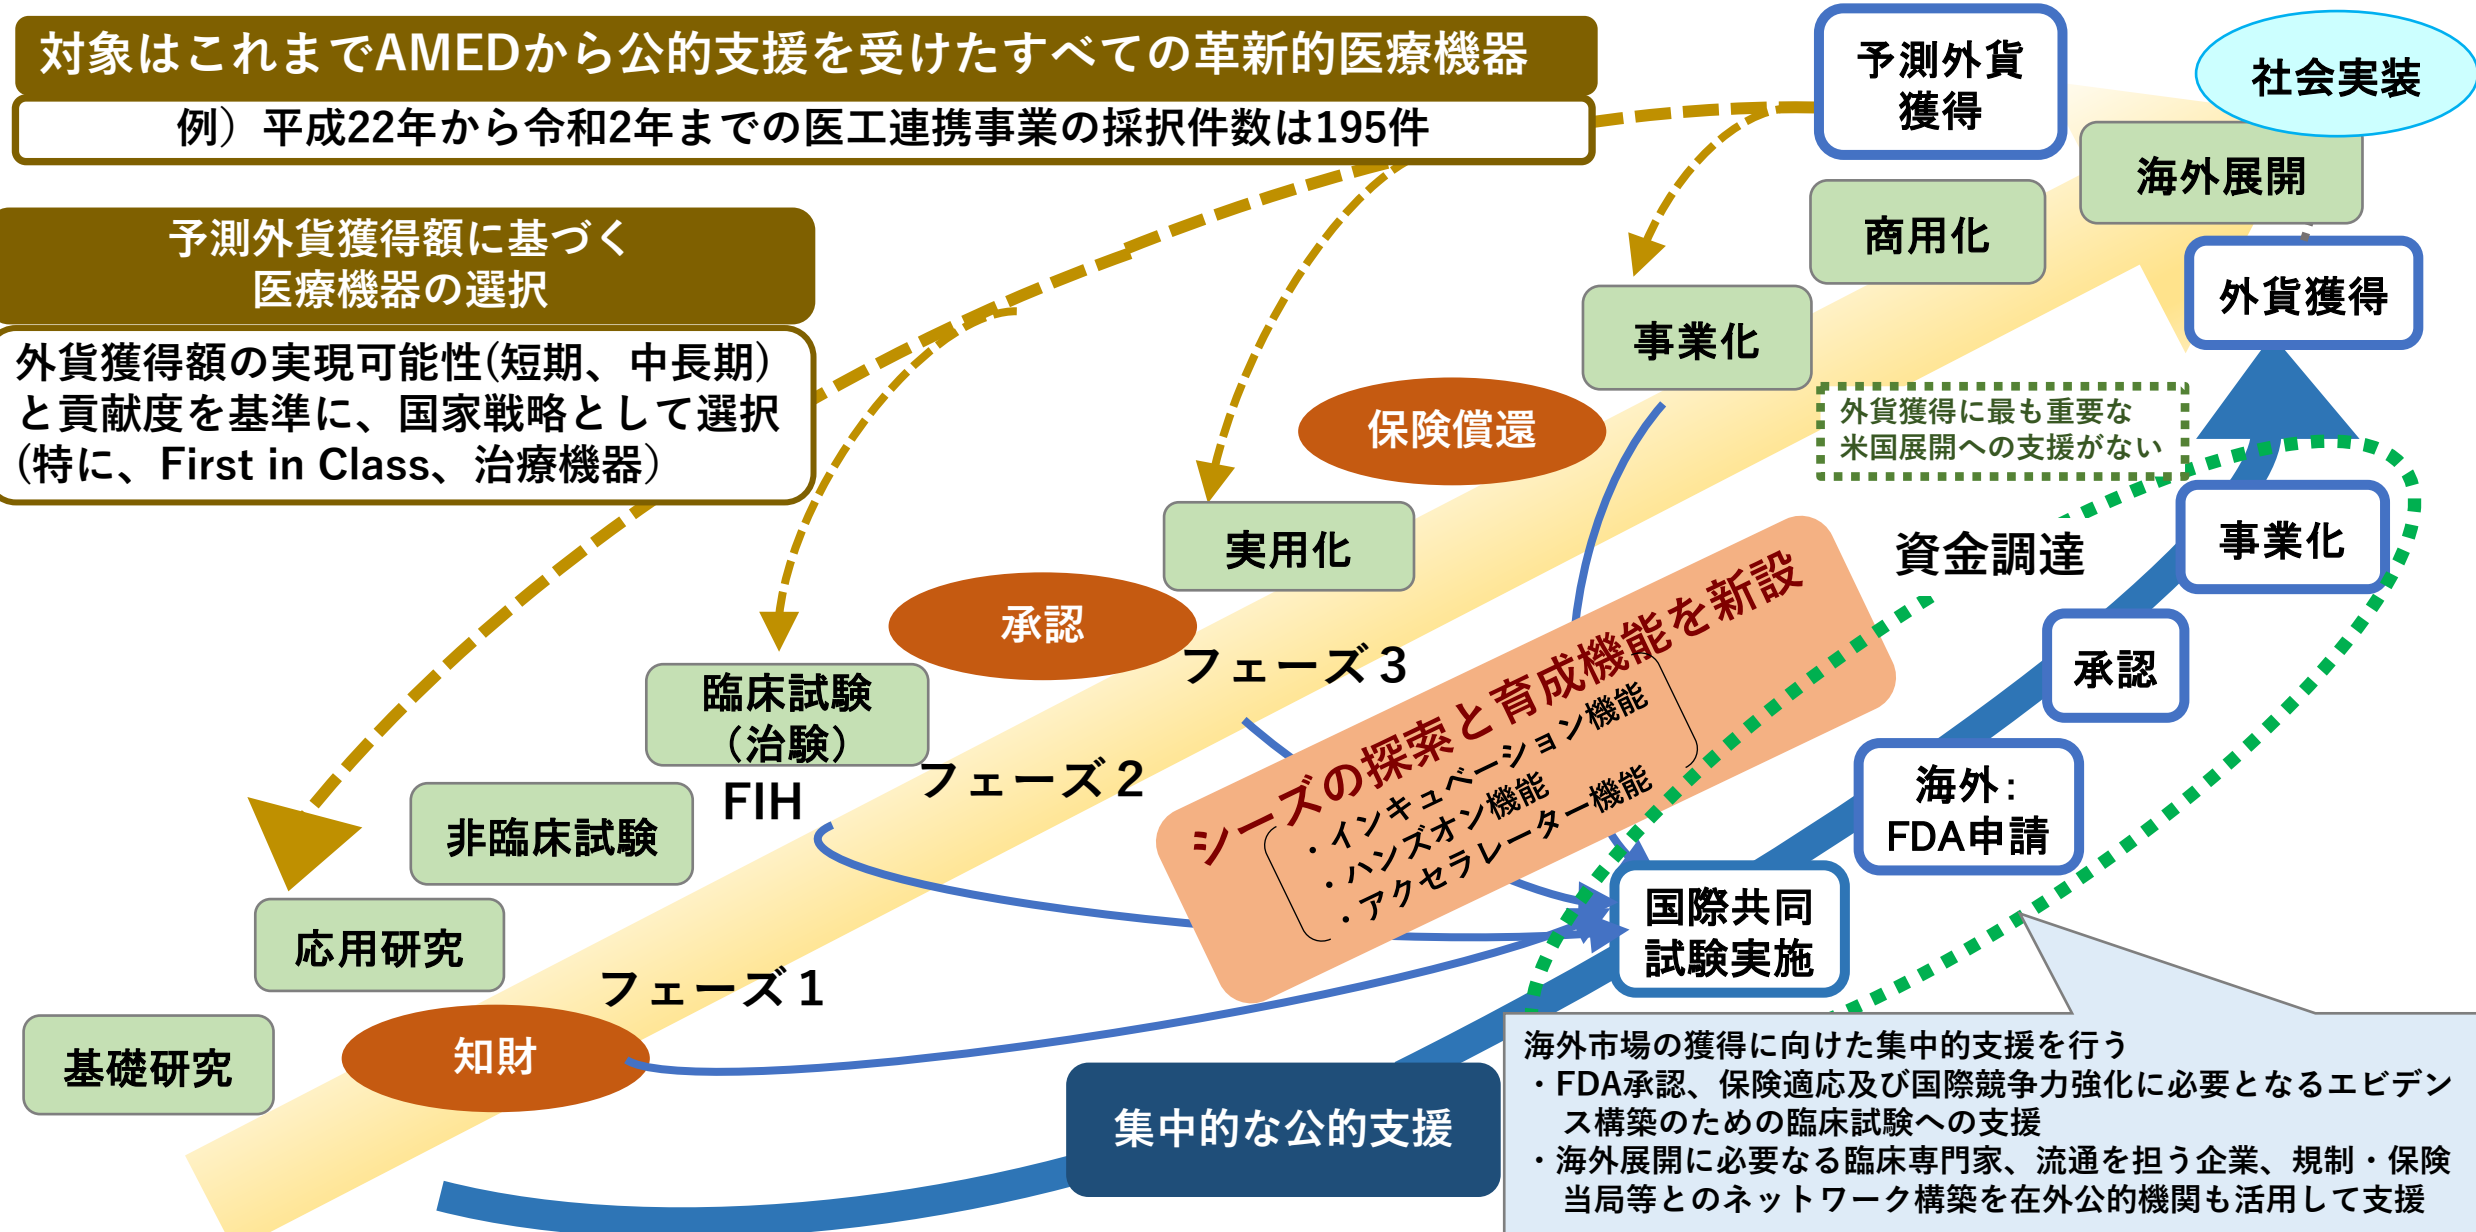 対象はこれまでAMEDから公的支援を受けたすべての革新的医療機器
例）平成22年から令和2年までの医工連携事業の採択件数は195件
予測外貨
獲得
社会実装
海外展開
商用化
外貨獲得
予測外貨獲得額に基づく
医療機器の選択
外貨獲得額の実現可能性(短期、中長期)
と貢献度を基準に、国家戦略として選択
(特に、First in Class、治療機器)
事業化
保険償還
外貨獲得に最も重要な
米国展開への支援がない
実用化
資金調達
事業化
承認
フェーズ３
承認
臨床試験
（治験）
FIH
フェーズ２
シーズの探索と育成機能を新設
・インキュベーション機能
・ハンズオン機能
・アクセラレーター機能
海外：
FDA申請
非臨床試験
国際共同
試験実施
応用研究
フェーズ１
知財
基礎研究
集中的な公的支援
海外市場の獲得に向けた集中的支援を行う
・FDA承認、保険適応及び国際競争力強化に必要となるエビデン
ス構築のための臨床試験への支援
・海外展開に必要なる臨床専門家、流通を担う企業、規制・保険
当局等とのネットワーク構築を在外公的機関も活用して支援